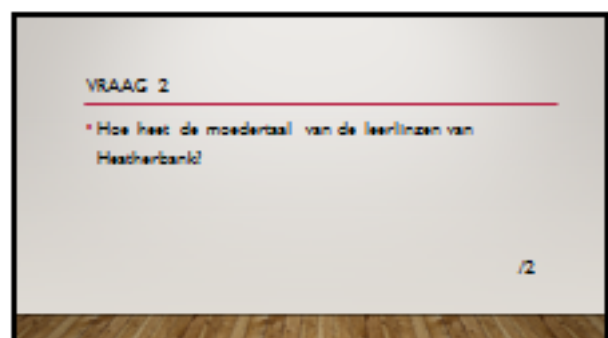 VRAAG 2
Hoe heet de moedertaal van de leerlingen van
Heatherbank?
/2